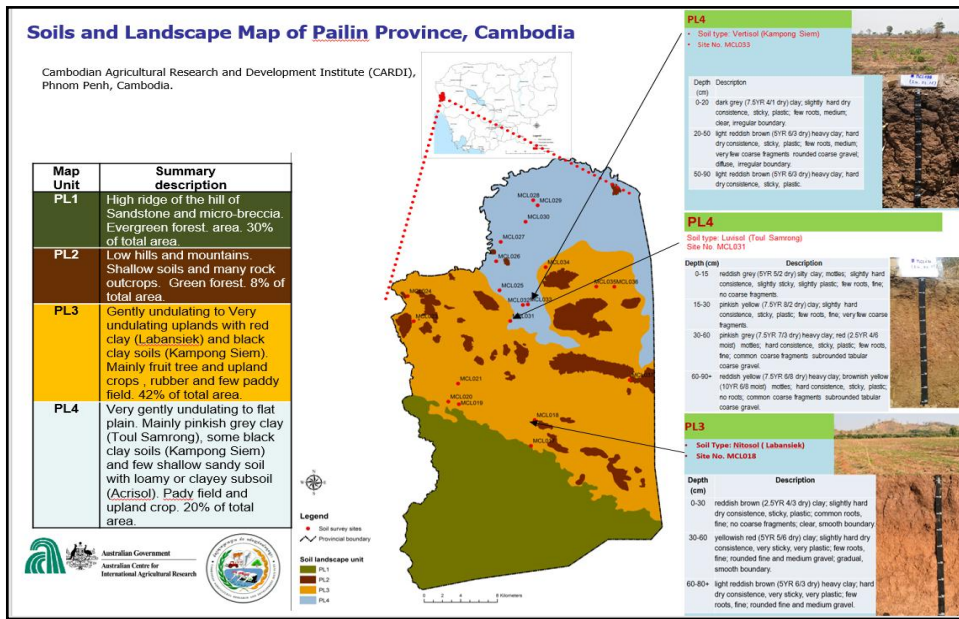 Soils and Landscape Map of Pailin Province, Cambodia
Cambodian Agricultural Research and Development Institute (CARDI),
Phnom Penh, Cambodia.
Map
Unit
Summary
description
PL1
High ridge of the hill of
Sandstone and micro-breccia.
Evergreen forest. area. 30%
of total area.
PL2
Low hills and mountains.
Shallow soils and many rock
outcrops. Green forest. 8% of
total area.
PL3
Gently undulating to Very
undulating uplands with red
clay (Labansiek) and black
clay soils (Kampong Siem).
Mainly fruit tree and upland
crops , rubber and few paddy
field. 42% of total area.
PL4
Very gently undulating to flat
plain. Mainly pinkish grey clay
(Toul Samrong), some black
clay soils (Kampong Siem)
and few shallow sandy soil
with loamy or clayey subsoil
(Acrisol). Pady field and
upland crop. 20% of total
area.
Australian Government
Australian Centre for
International Agricultural Research
MCL028
MCL029
MCL030
MCL027
MCL026
MCL034
MCL025
MCL035 MCL036
MCL032 MCL033
MCL031
MCL021
MCL020
MCL019
MCL018
Legend
Soil survey sites
Provincial boundary
Soil landscape unit
PL1
PL2
PL3
PL4
0 2 4 8 Kilometers
PL4
• Soil type: Vertisol (Kampong Siem)
• Site No. MCL033
Depth Description
(cm)
0-20 dark grey (7.5YR 4/1 dry) clay; slightly hard dry
consistence, sticky, plastic; few roots, medium;
clear, irregular boundary.
20-50 light reddish brown (5YR 6/3 dry) heavy clay; hard
dry consistence, sticky, plastic; few roots, medium;
very few coarse fragments rounded coarse gravel;
diffuse, irregular boundary.
50-90 light reddish brown (5YR 6/3 dry) heavy clay; hard
dry consistence, sticky, plastic.
PL4
Soil type: Luvisol (Toul Samrong)
Site No. MCL031
Depth (cm) Description
0-15 reddish grey (5YR 5/2 dry) silty clay; mottles; slightly hard
consistence, slightly sticky, slightly plastic; few roots, fine;
no coarse fragments.
15-30 pinkish yellow (7.5YR 8/2 dry) clay; slightly hard
consistence, sticky, plastic; few roots, fine, very few coarse
fragments.
30-60 pinkish grey (7.5YR 7/3 dry) heavy clay; red (2.5YR 4/6
moist) mottles; hard consistence, sticky, plastic; few roots,
fine; common coarse fragments subrounded tabular
coarse gravel.
60-90+ reddish yellow (7.5YR 6/8 dry) heavy clay; brownish yellow
(10YR 6/6 moist) mottles; hard consistence, sticky, plastic;
no roots; common coarse fragments subrounded tabular
coarse gravel.
PL3
• Soil Type: Nitosol ( Labansiek)
• Site No. MCL018
Depth Description
(cm)
0-30 reddish brown (2.5YR 4/3 dry) clay; slightly hard
dry consistence, sticky, plastic; common roots,
fine; no coarse fragments; clear, smooth boundary.
30-60 yellowish red (5YR 5/6 dry) clay; slightly hard dry
consistence, very sticky, very plastic; few roots,
fine; rounded fine and medium gravel; gradual,
smooth boundary.
60-80+ light reddish brown (5YR 6/3 dry) heavy clay; hard
dry consistence, very sticky, very plastic; few
roots, fine; rounded fine and medium gravel.